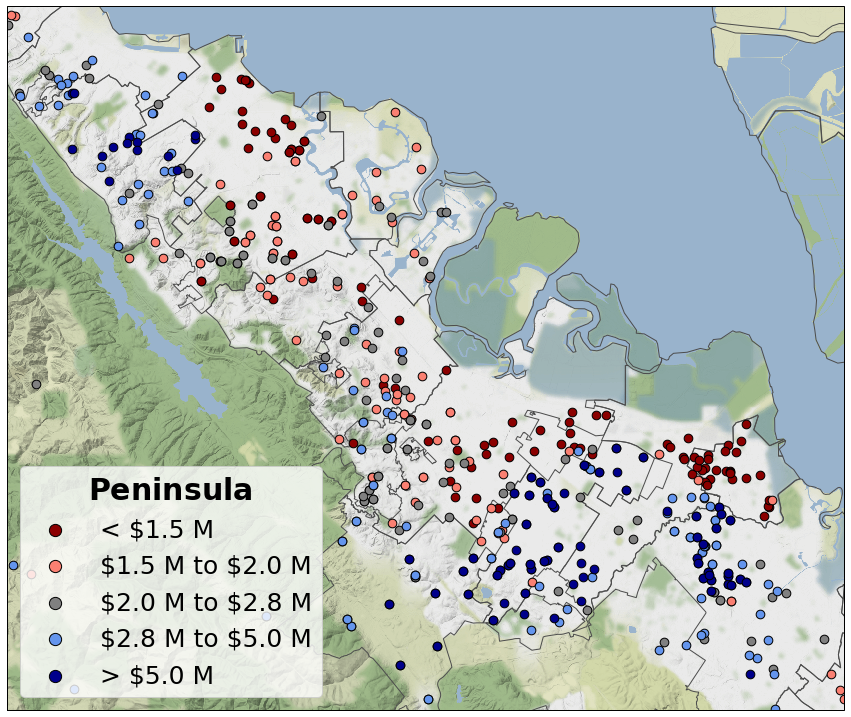 Peninsula
< $1.5 M
$1.5 M to $2.0 M
$2.0 M to $2.8 M
$2.8 M to $5.0 M
> $5.0 M